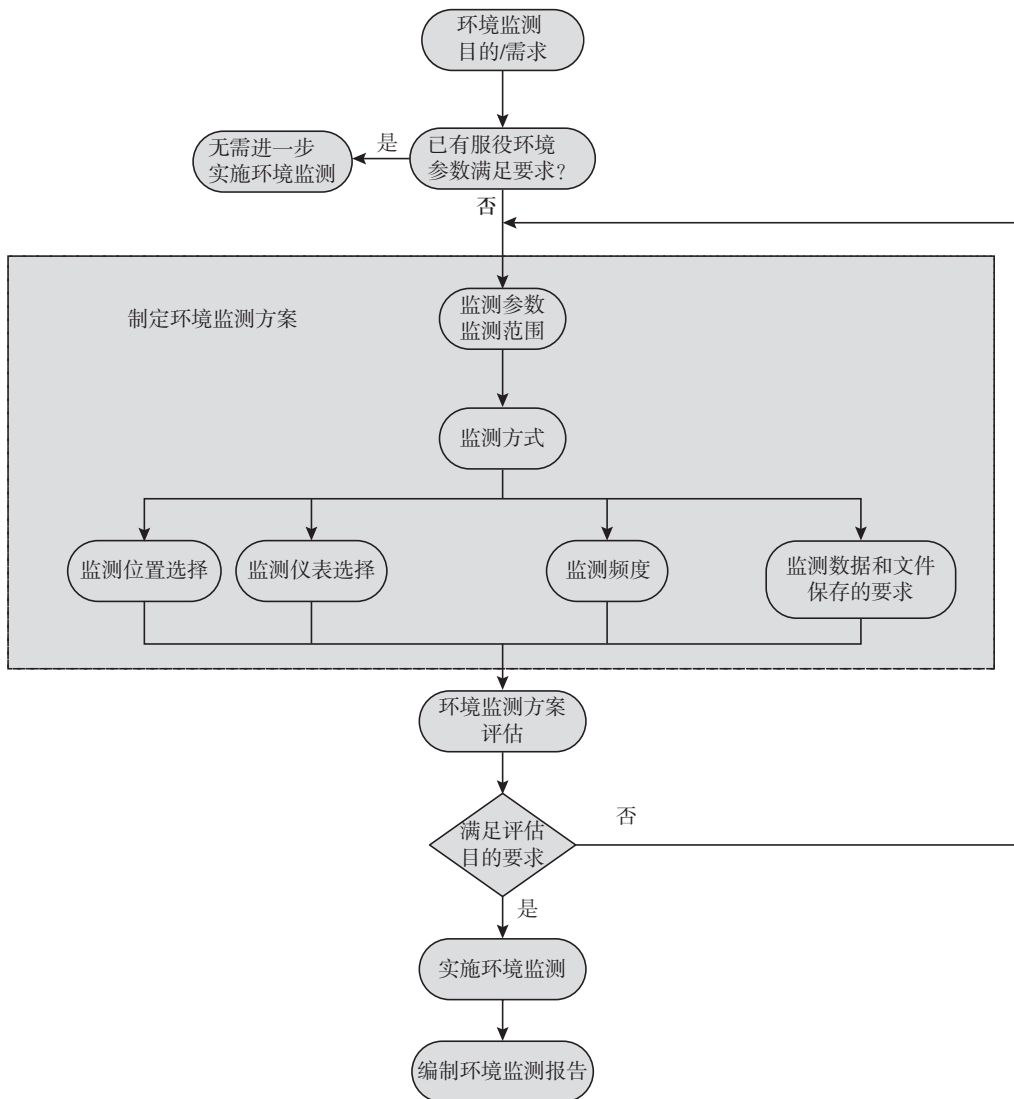 环境监测
目的/需求
是
已有服役环境
参数满足要求?
无需进一步
实施环境监测
否
制定环境监测方案
监测参数
监测范围
监测方式
监测位置选择
监测仪表选择
监测频度
监测数据和文件
保存的要求
环境监测方案
评估
满足评估
目的要求
否
是
实施环境监测
编制环境监测报告